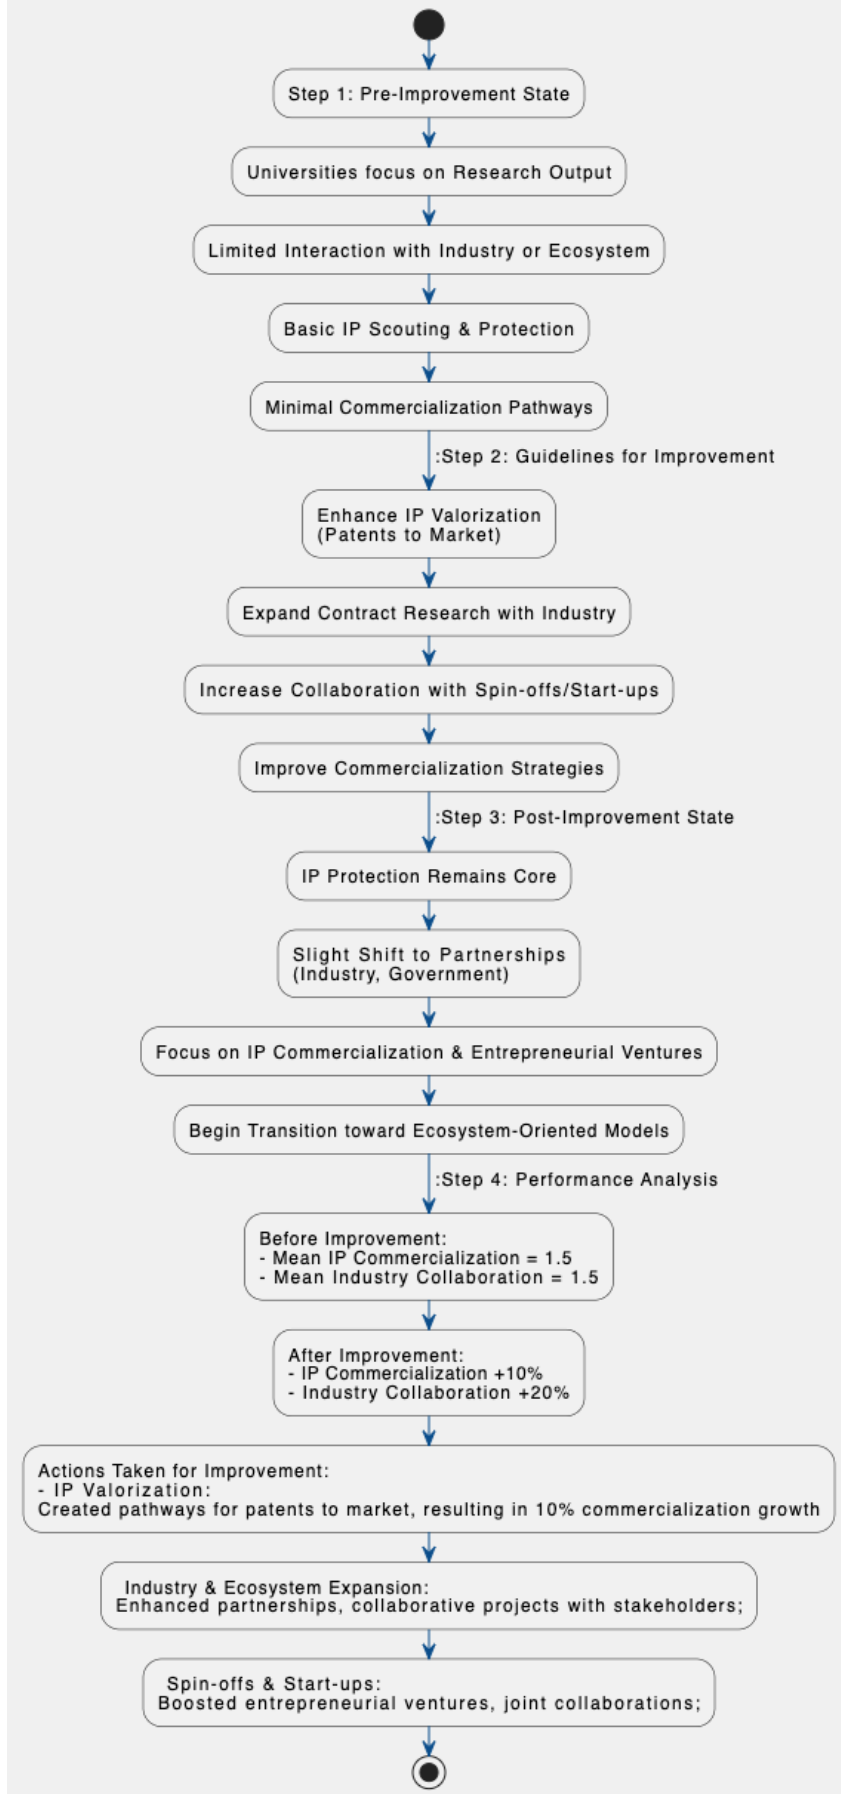 Step 1: Pre-Improvement State
Universities focus on Research Output
Limited Interaction with Industry or Ecosystem
Basic IP Scouting & Protection
Minimal Commercialization Pathways
:Step 2: Guidelines for Improvement
Enhance IP Valorization
(Patents to Market)
Expand Contract Research with Industry
Increase Collaboration with Spin-offs/Start-ups
Improve Commercialization Strategies
:Step 3: Post-Improvement State
IP Protection Remains Core
Slight Shift to Partnerships
(Industry, Government)
Focus on IP Commercialization & Entrepreneurial Ventures
Begin Transition toward Ecosystem-Oriented Models
:Step 4: Performance Analysis
Before Improvement:
- Mean IP Commercialization = 1.5
- Mean Industry Collaboration = 1.5
After Improvement:
- IP Commercialization +10%
- Industry Collaboration +20%
Actions Taken for Improvement:
- IP Valorization:
Created pathways for patents to market, resulting in 10% commercialization growth
Industry & Ecosystem Expansion:
Enhanced partnerships, collaborative projects with stakeholders;
Spin-offs & Start-ups:
Boosted entrepreneurial ventures, joint collaborations;